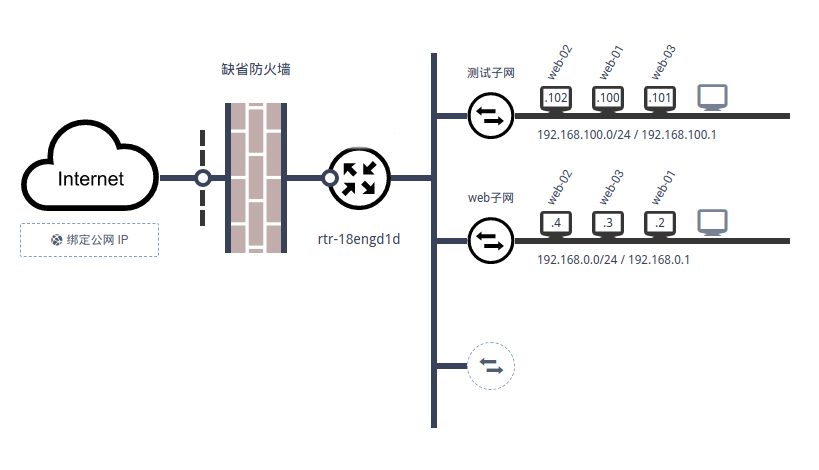 缺省防火墙
Internet
绑定公网 IP
rtr-18engd1d
测试子网
web-02
web-01
web-03
.102
.100
.101
192.168.100.0/24 / 192.168.100.1
web子网
web-02
web-03
web-01
.4
.3
.2
192.168.0.0/24 / 192.168.0.1